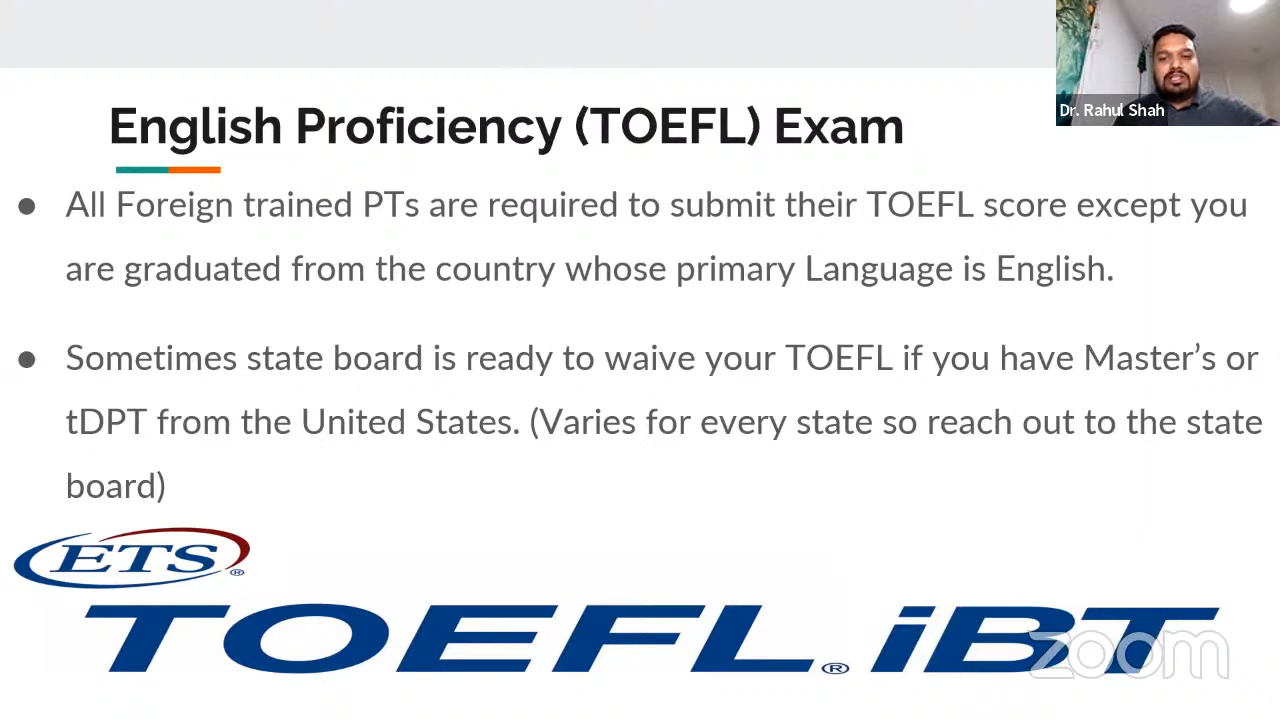 Dr. Rahul Shah
English Proficiency (TOEFL) Exam
● All Foreign trained PTs are required to submit their TOEFL score except you
are graduated from the country whose primary Language is English.
● Sometimes state board is ready to waive your TOEFL if you have Master's or
tDPT from the United States. (Varies for every state so reach out to the state
board)
ETS®
TOEFL® iBT
zoom